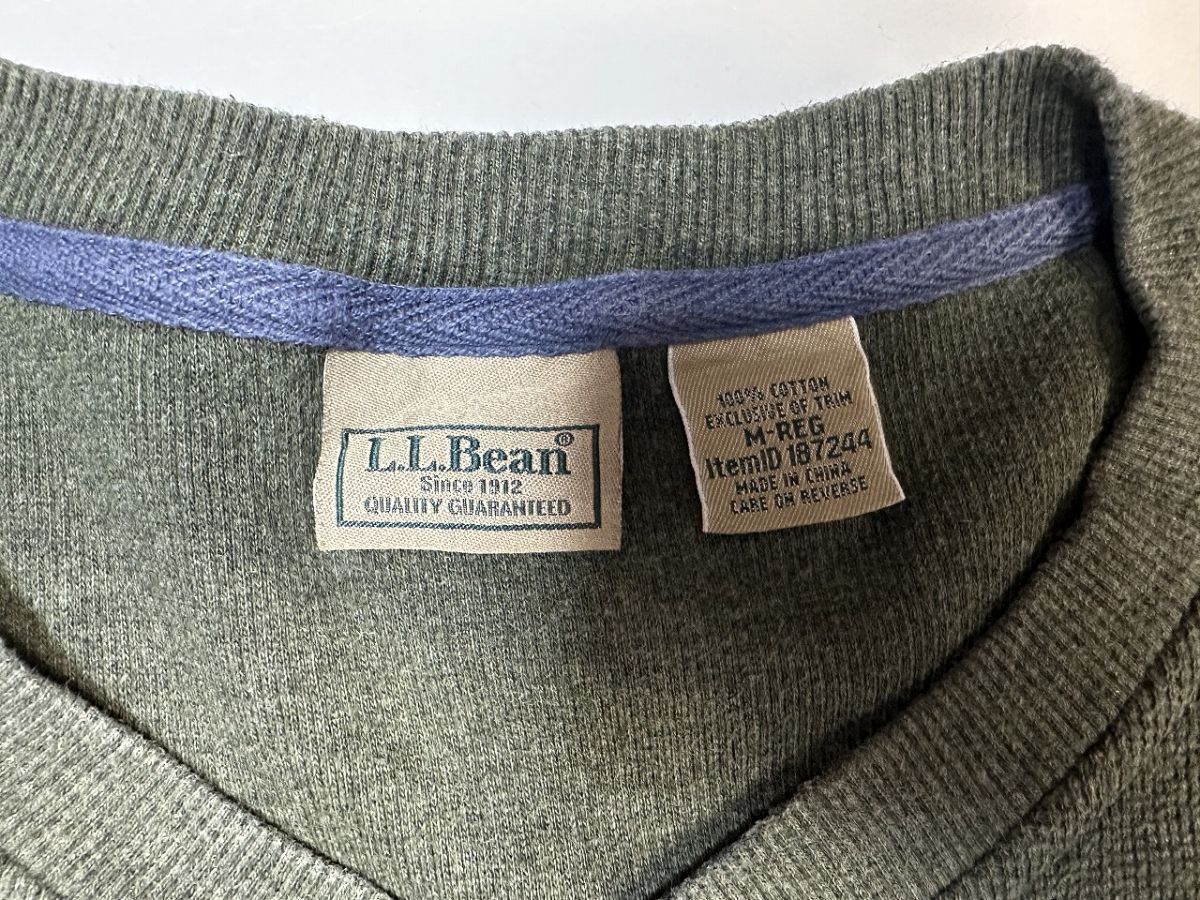 L.L.Bean®
Since 1912
QUALITY GUARANTEED
100% COTTON
EXCLUSIVE OF TRIM
M-REG
ItemID 187244
MADE IN CHINA
CARE ON REVERSE